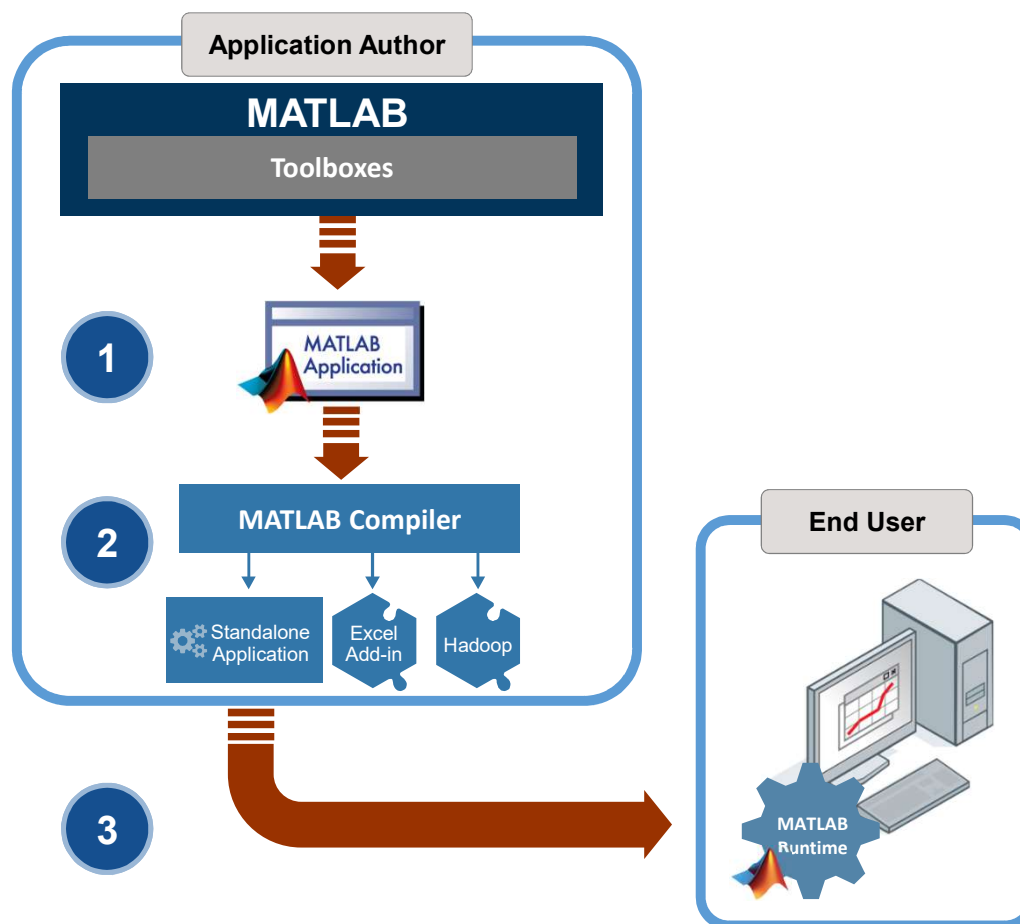 Application Author
MATLAB
Toolboxes
1
MATLAB
Application
2
MATLAB Compiler
Standalone
Application
Excel
Add-in
Hadoop
3
End User
MATLAB
Runtime